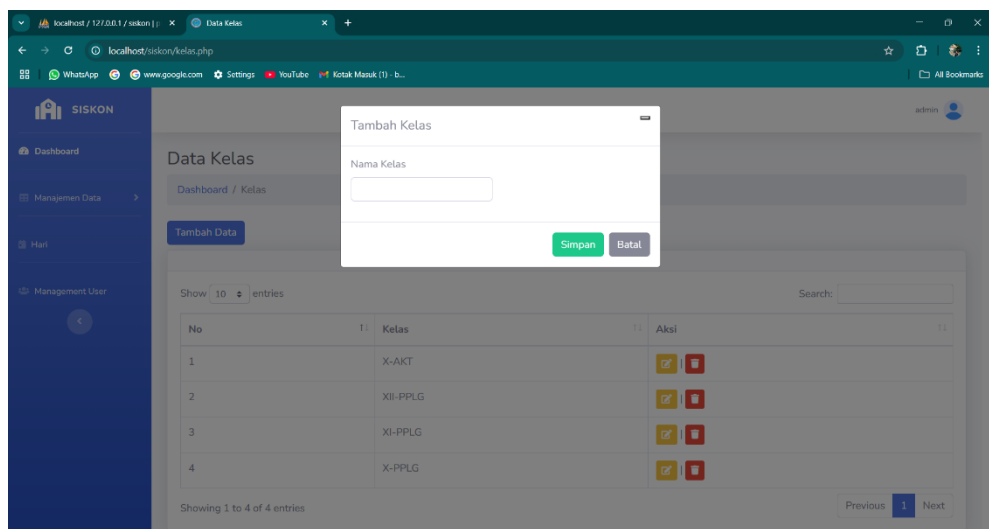 localhost / 127.0.0.1 / siskon | p
Data Kelas
localhost/siskon/kelas.php
WhatsApp
www.google.com
Settings
YouTube
Kotak Masuk (1) - b...
All Bookmarks
SISKON
admin
Dashboard
Manajemen Data
Hari
Management User
Data Kelas
Dashboard / Kelas
Tambah Data
Tambah Kelas
Nama Kelas
Simpan Batal
Show 10 entries Search:
No Kelas Aksi
1 X-AKT |
2 XII-PPLG |
3 XI-PPLG |
4 X-PPLG |
Showing 1 to 4 of 4 entries
Previous 1 Next